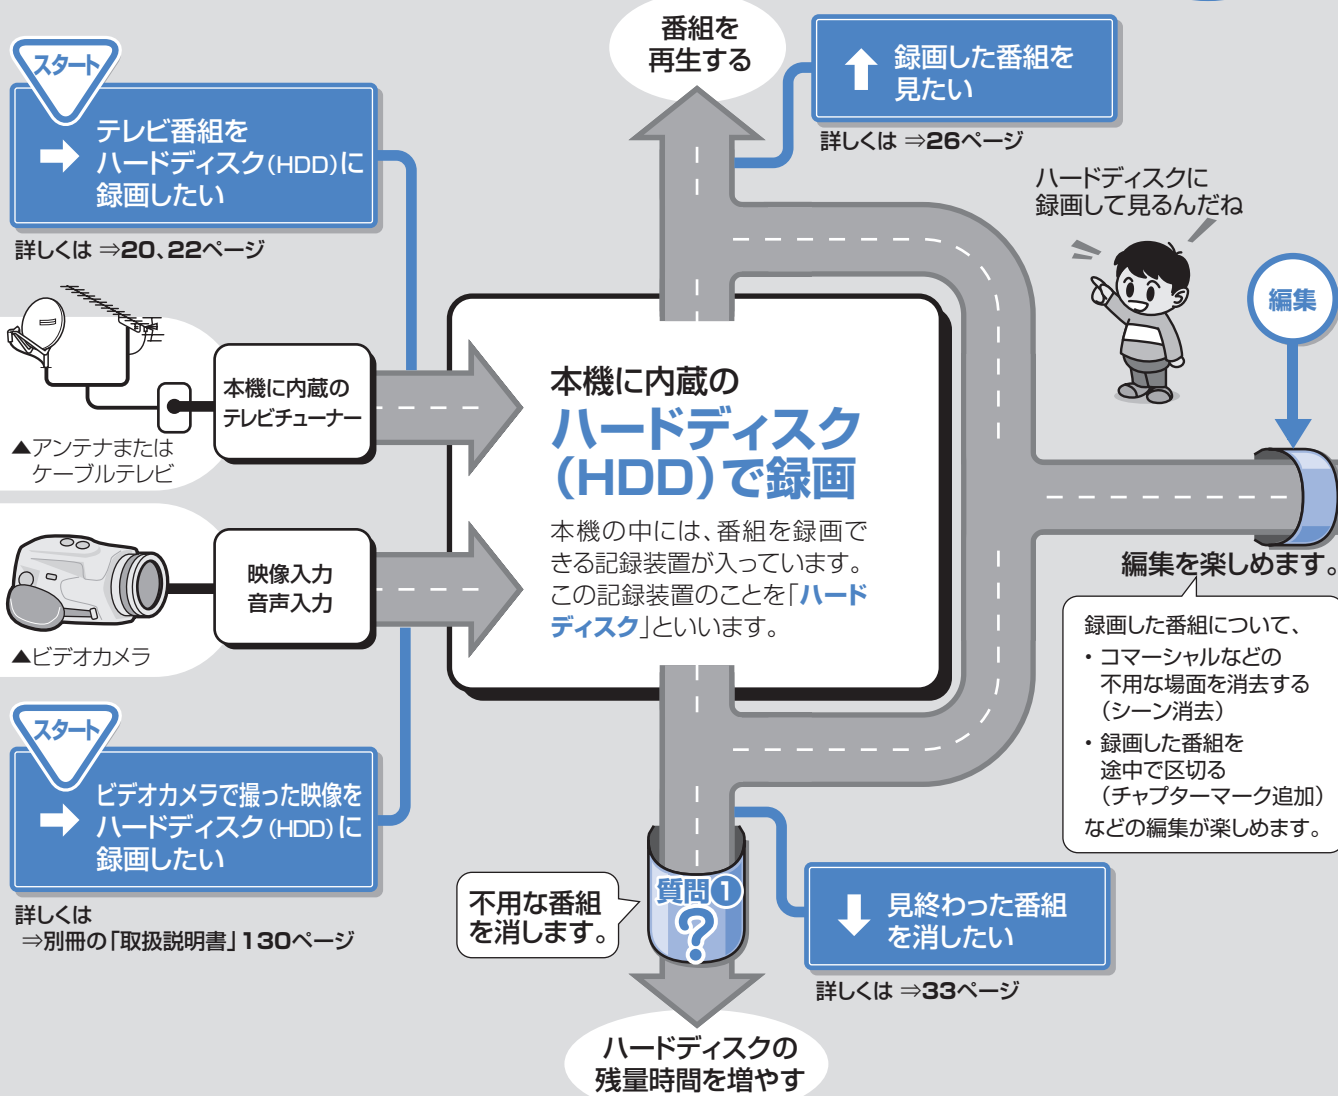 スタート
テレビ番組を
ハードディスク(HDD)に
録画したい
詳しくは ⇒20、22ページ
▲アンテナまたは
ケーブルテレビ
本機に内蔵の
テレビチューナー
▲ビデオカメラ
映像入力
音声入力
スタート
ビデオカメラで撮った映像を
ハードディスク(HDD)に
録画したい
詳しくは
⇒別冊の「取扱説明書」130ページ
番組を
再生する
録画した番組を
見たい
詳しくは ⇒26ページ
ハードディスクに
録画して見るんだね
本機に内蔵の
ハードディスク
(HDD)で録画
本機の中には、番組を録画で
きる記録装置が入っています。
この記録装置のことを「ハード
ディスク」といいます。
編集
編集を楽しめます。
録画した番組について、
・コマーシャルなどの
不用な場面を消去する
(シーン消去)
・録画した番組を
途中で区切る
(チャプターマーク追加)
などの編集が楽しめます。
不用な番組
を消します。
質問1
?
見終わった番組
を消したい
詳しくは ⇒33ページ
ハードディスクの
残量時間を増やす